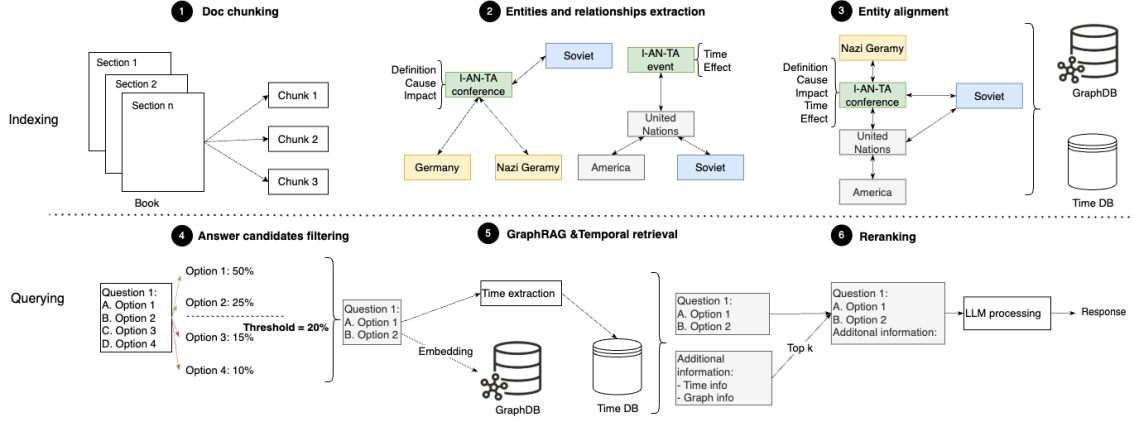 1 Doc chunking
2 Entities and relationships extraction
3 Entity alignment
Indexing
Section 1
Section 2
Section n
Book
Chunk 1
Chunk 2
Chunk 3
Definition
Cause
Impact
I-AN-TA
conference
Soviet
I-AN-TA
event
Time
Effect
United
Nations
Germany
Nazi Geramy
America
Soviet
Nazi Geramy
Definition
Cause
Impact
Time
Effect
I-AN-TA
conference
Soviet
United
Nations
America
GraphDB
Time DB
4 Answer candidates filtering
5 GraphRAG &Temporal retrieval
6 Reranking
Querying
Question 1:
A. Option 1
B. Option 2
C. Option 3
D. Option 4
Option 1: 50%
Option 2: 25%
Threshold = 20%
Option 3: 15%
Option 4: 10%
Question 1:
A. Option 1
B. Option 2
Time extraction
Embedding
GraphDB
Time DB
Question 1:
A. Option 1
B. Option 2
Additional
information:
- Time info
- Graph info
Top k
Question 1:
A. Option 1
B. Option 2
Additonal information:
LLM processing
Response